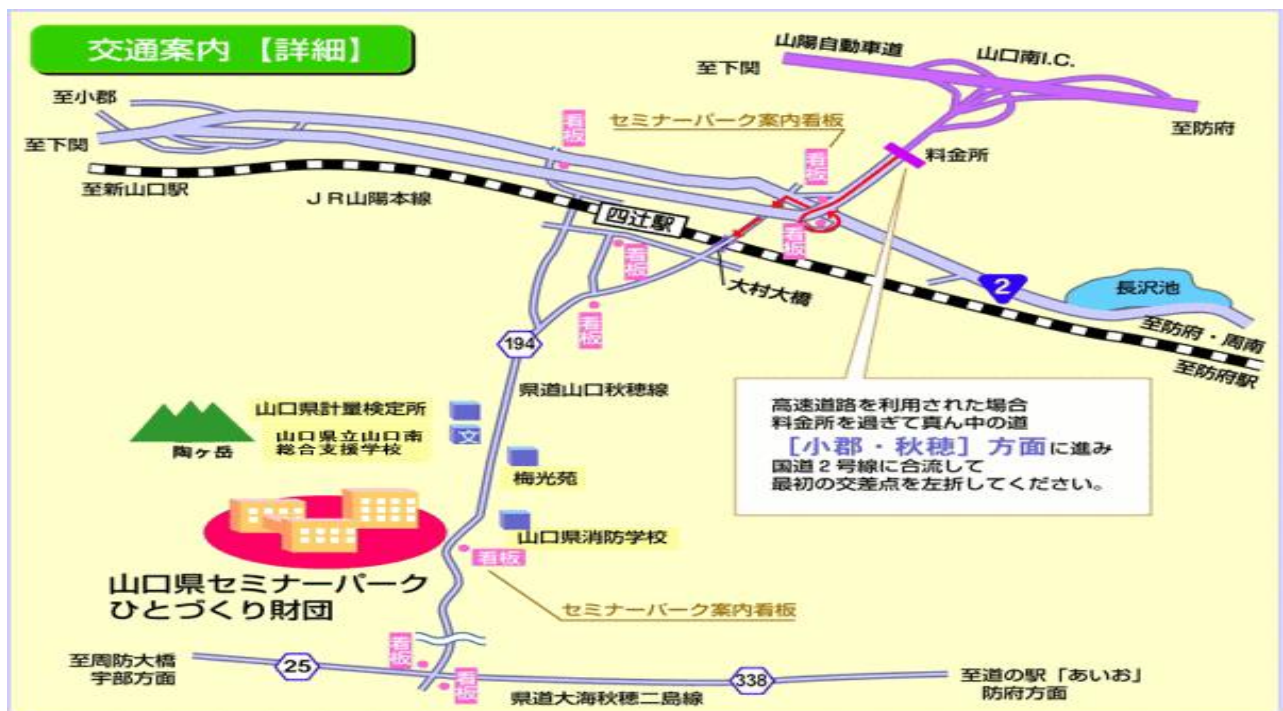 交通案内【詳細】
山陽自動車道
山口南I.C.
至下関
至防府
至小郡
至下関
至新山口駅
JR山陽本線
看板
セミナーパーク案内看板
看板
料金所
四辻駅
看板
看板
看板
大村大橋
2
長沢池
至防府・周南
至防府駅
194
県道山口秋穂線
高速道路を利用された場合
料金所を過ぎて真ん中の道
[小郡・秋穂]方面に進み
国道2号線に合流して
最初の交差点を左折してください。
陶ヶ岳
山口県計量検定所
山口県立山口南
総合支援学校
文
梅光苑
山口県消防学校
看板
山口県セミナーパーク
ひとづくり財団
セミナーパーク案内看板
看板
看板
至周防大橋
宇部方面
25
県道大海秋穂二島線
338
至道の駅「あいお」
防府方面